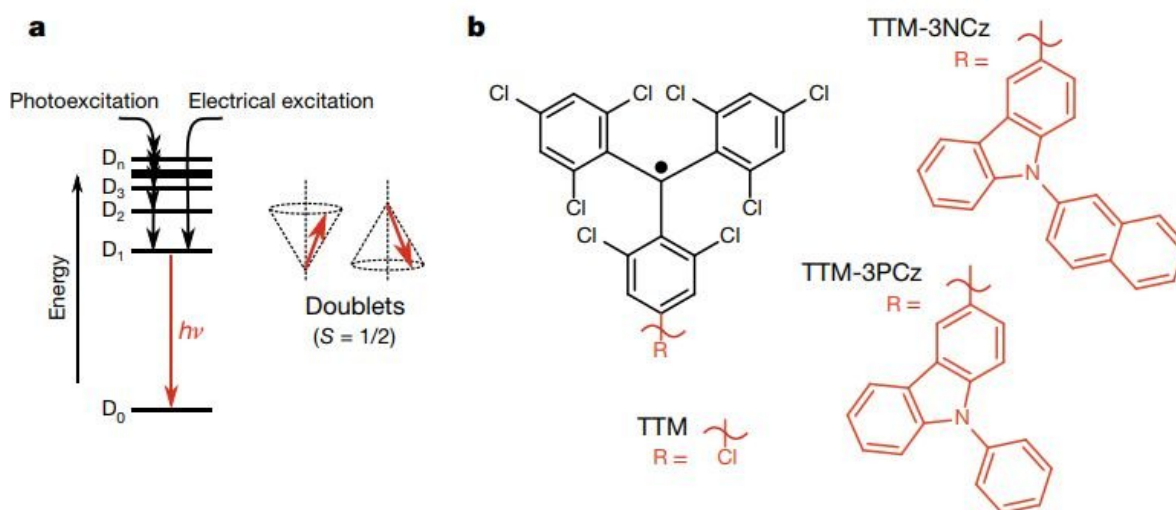 a
Photoexcitation Electrical excitation
Dn
D3
D2
D1
Energy
hν
D0
Doublets
(S = 1/2)
b
Cl Cl Cl Cl
Cl Cl
Cl Cl
R
TTM
R =
Cl
TTM-3NCz
R =
N
TTM-3PCz
R =
N